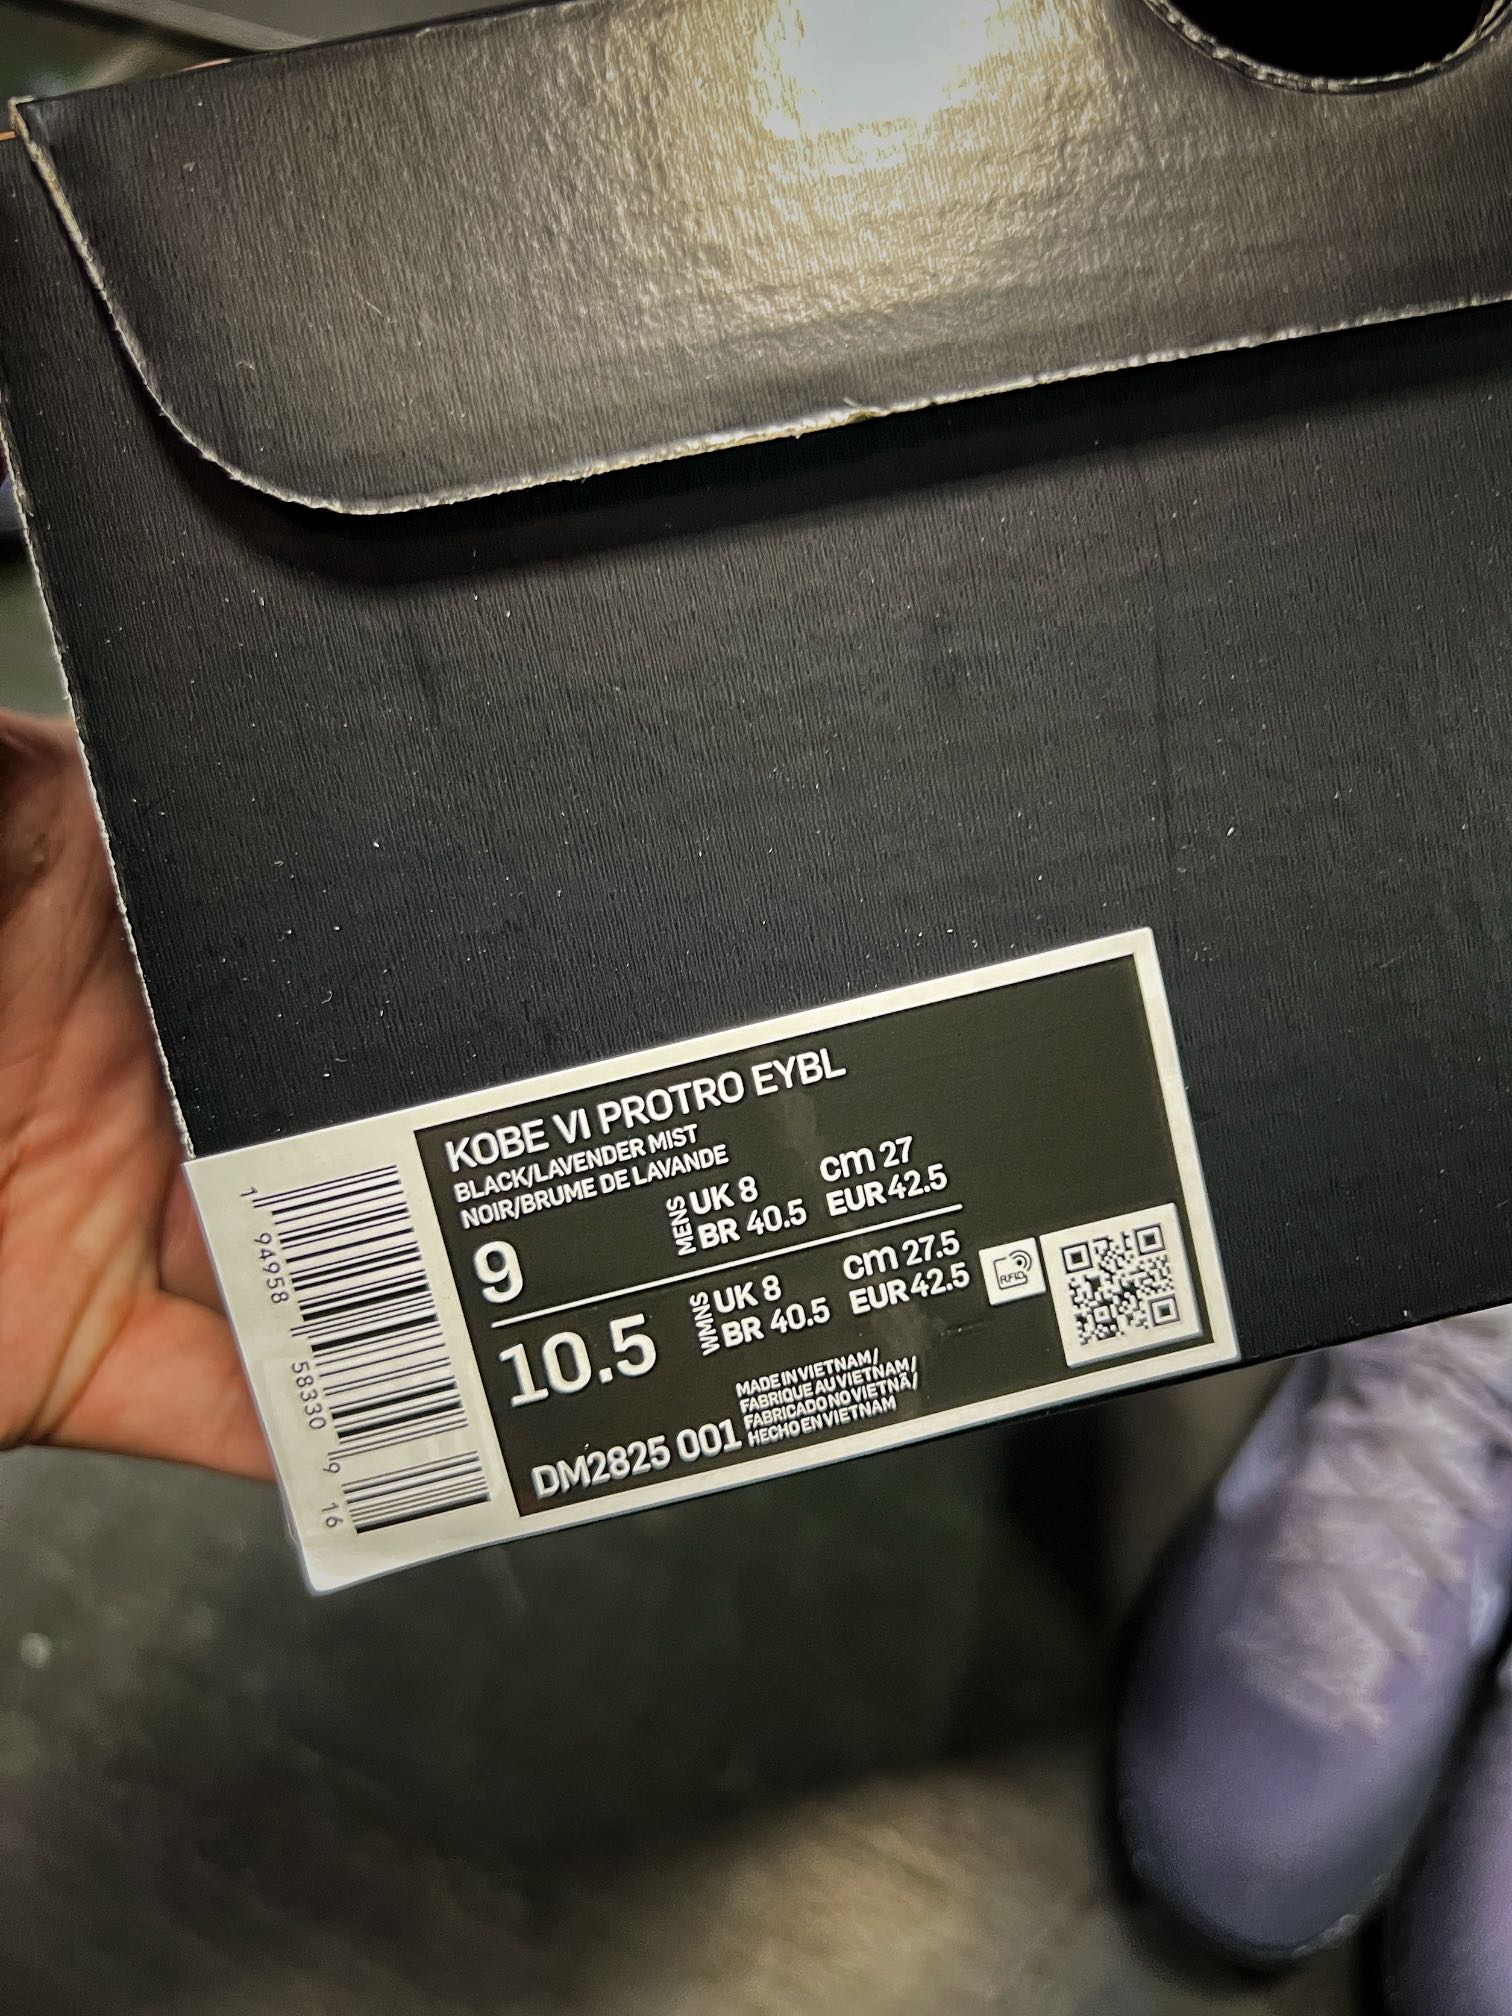 KOBE VI PROTRO EYBL
BLACK/LAVENDER MIST
NOIR/BRUME DE LAVANDE
9
MENS
UK 8
cm 27
BR 40.5
EUR 42.5
10.5
WMNS
UK 8
cm 27.5
BR 40.5
EUR 42.5
RFID
DM2825 001
MADE IN VIETNAM/
FABRIQUE AU VIETNAM/
FABRICADO NO VIETNÃ/
HECHO EN VIETNAM
1 94958 58330 9 16